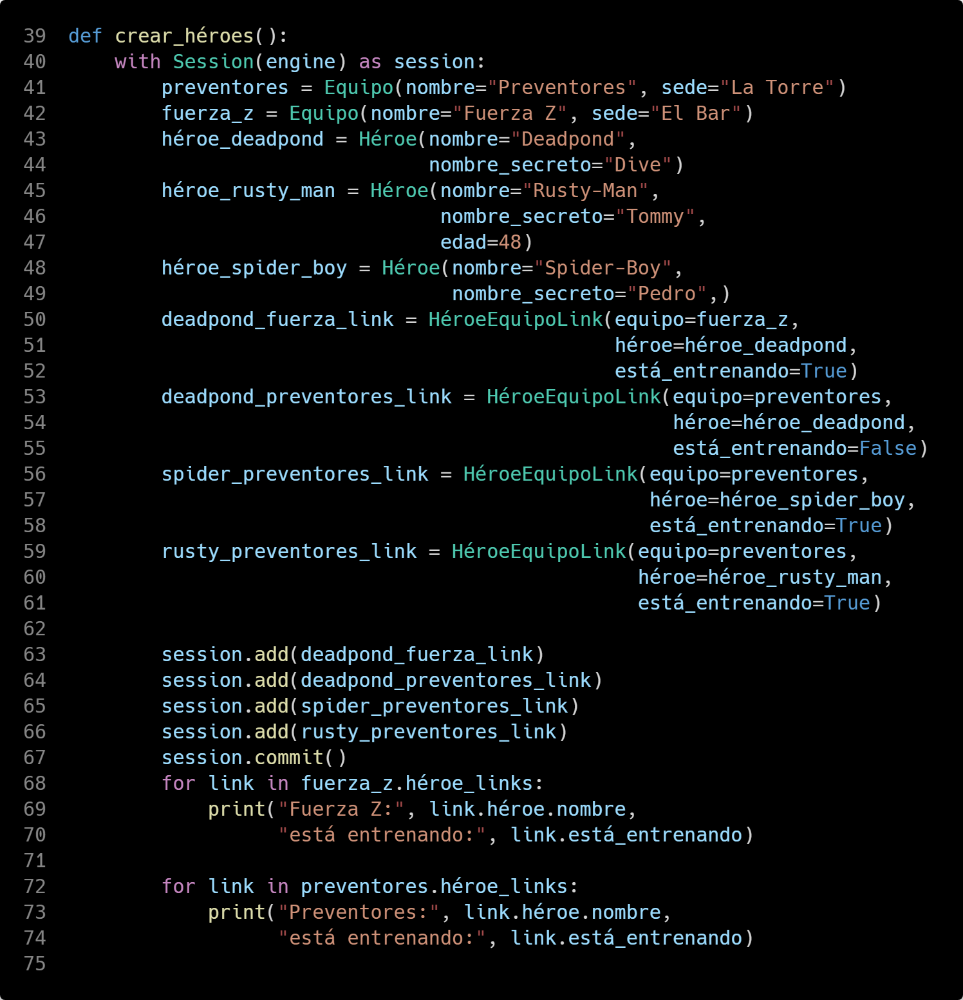 39 def crear_héroes():
40     with Session(engine) as session:
41         preventores = Equipo(nombre="Preventores", sede="La Torre")
42         fuerza_z = Equipo(nombre="Fuerza Z", sede="El Bar")
43         héroe_deadpond = Héroe(nombre="Deadpond",
44                                nombre_secreto="Dive")
45         héroe_rusty_man = Héroe(nombre="Rusty-Man",
46                                 nombre_secreto="Tommy",
47                                 edad=48)
48         héroe_spider_boy = Héroe(nombre="Spider-Boy",
49                                  nombre_secreto="Pedro",)
50         deadpond_fuerza_link = HéroeEquipoLink(equipo=fuerza_z,
51                                                héroe=héroe_deadpond,
52                                                está_entrenando=True)
53         deadpond_preventores_link = HéroeEquipoLink(equipo=preventores,
54                                                     héroe=héroe_deadpond,
55                                                     está_entrenando=False)
56         spider_preventores_link = HéroeEquipoLink(equipo=preventores,
57                                                   héroe=héroe_spider_boy,
58                                                   está_entrenando=True)
59         rusty_preventores_link = HéroeEquipoLink(equipo=preventores,
60                                                  héroe=héroe_rusty_man,
61                                                  está_entrenando=True)
62
63         session.add(deadpond_fuerza_link)
64         session.add(deadpond_preventores_link)
65         session.add(spider_preventores_link)
66         session.add(rusty_preventores_link)
67         session.commit()
68         for link in fuerza_z.héroe_links:
69             print("Fuerza Z:", link.héroe.nombre,
70                   "está entrenando:", link.está_entrenando)
71
72         for link in preventores.héroe_links:
73             print("Preventores:", link.héroe.nombre,
74                   "está entrenando:", link.está_entrenando)
75